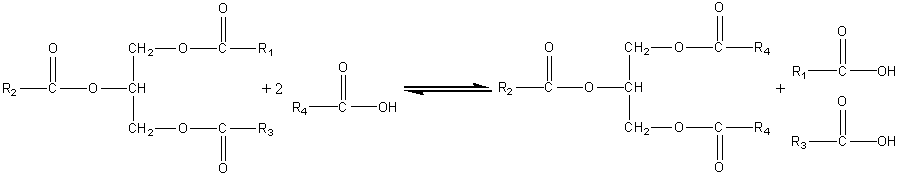 O O
O
O CH₂ O C R₁ O CH₂ O C R₄
O R₁ C OH
R₂ C O CH + 2 R₂ C O CH +
R₄ C OH O
CH₂ O C R₃ CH₂ O C R₄
R₃ C OH
O O